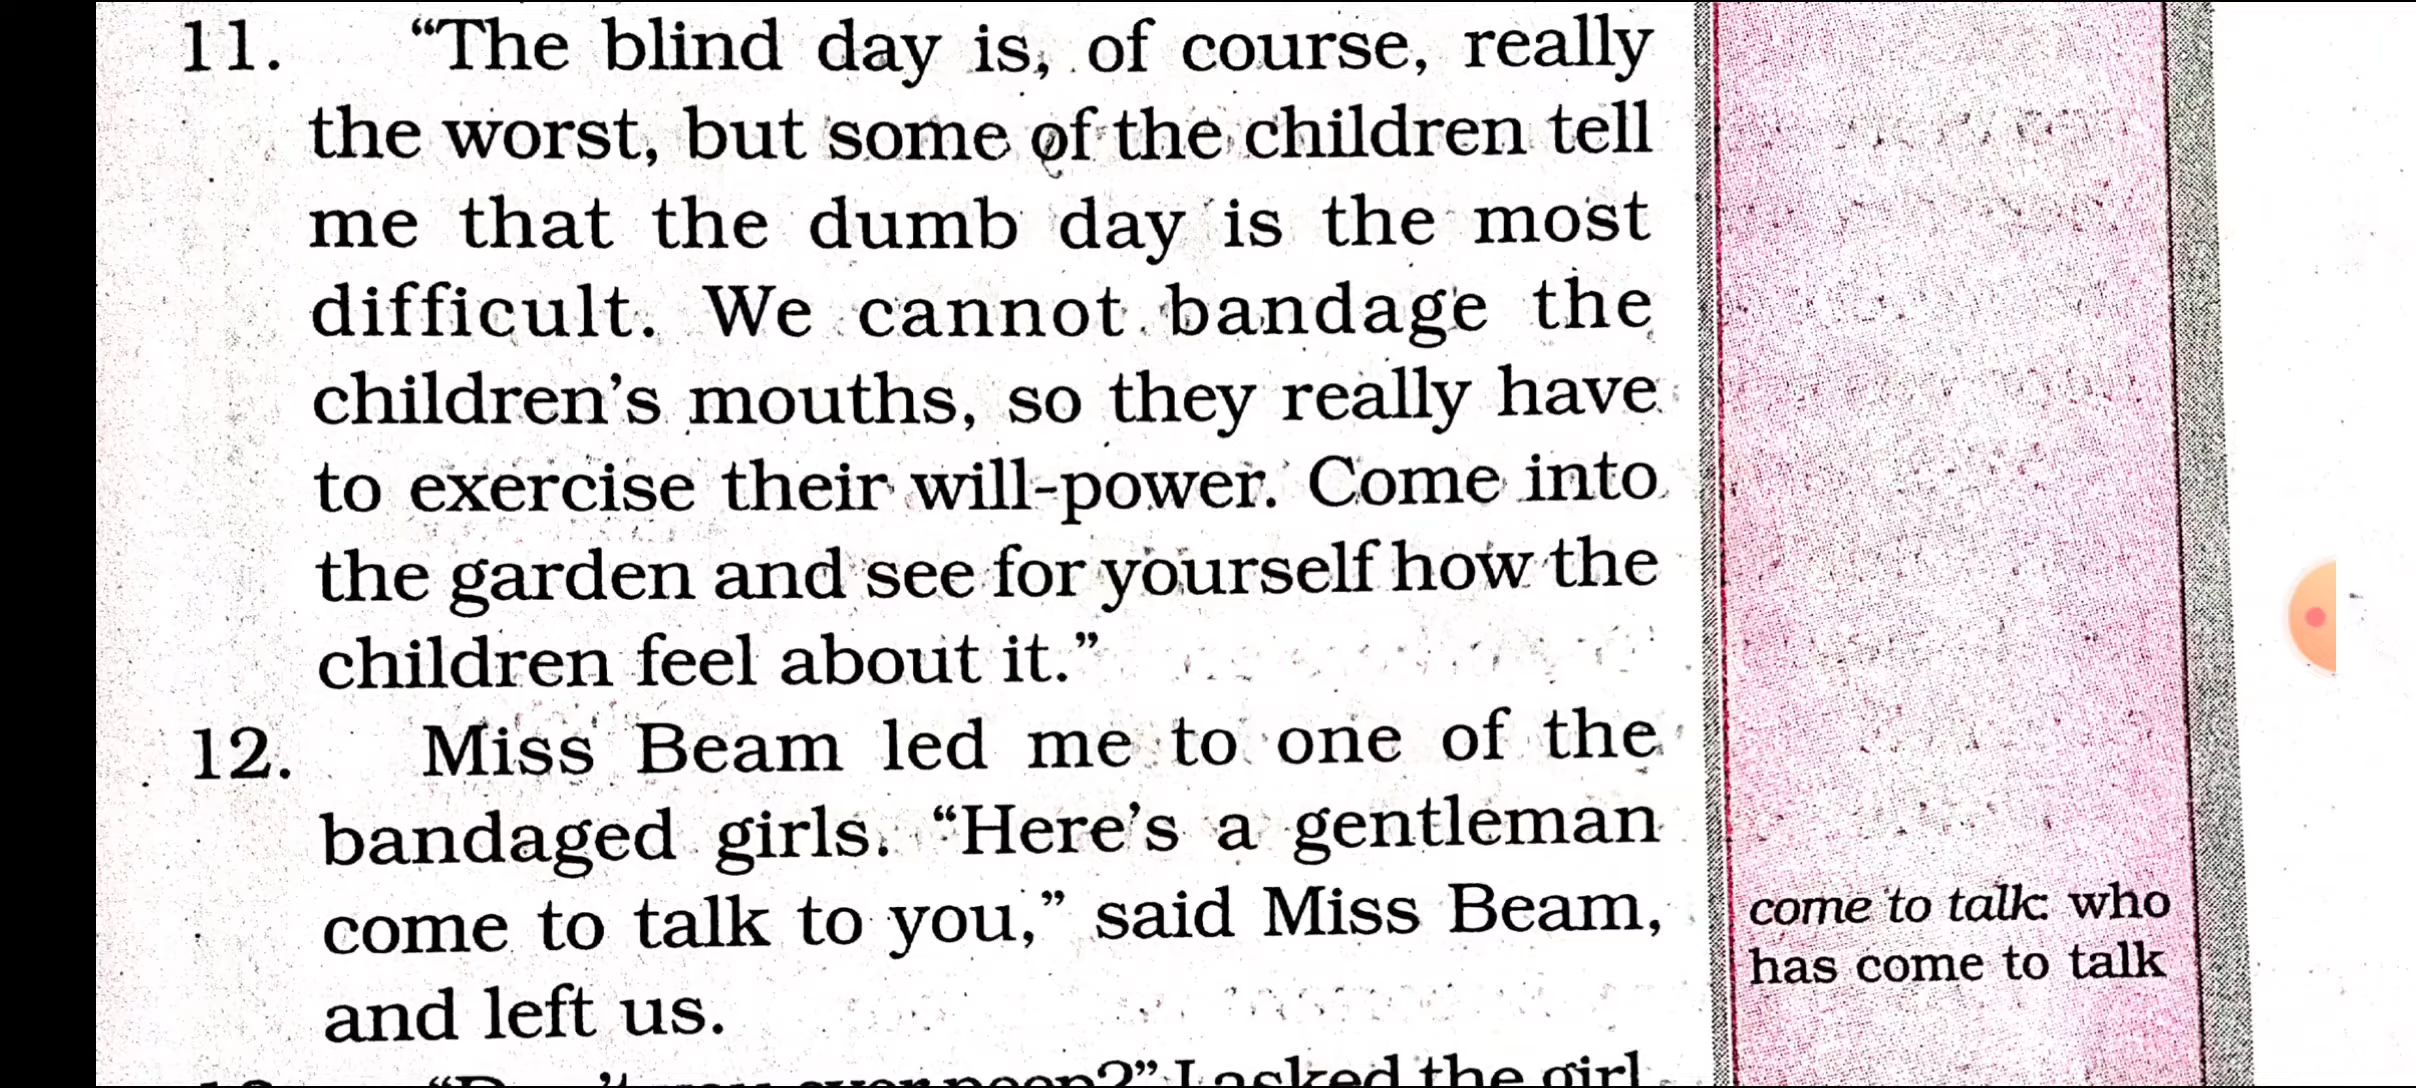 11. “The blind day is, of course, really
the worst, but some of the children tell
me that the dumb day is the most
difficult. We cannot bandage the
children’s mouths, so they really have
to exercise their will-power. Come into
the garden and see for yourself how the
children feel about it.”
12. Miss Beam led me to one of the
bandaged girls. “Here’s a gentleman
come to talk to you,” said Miss Beam,
and left us.
come to talk: who
has come to talk
I asked the girl